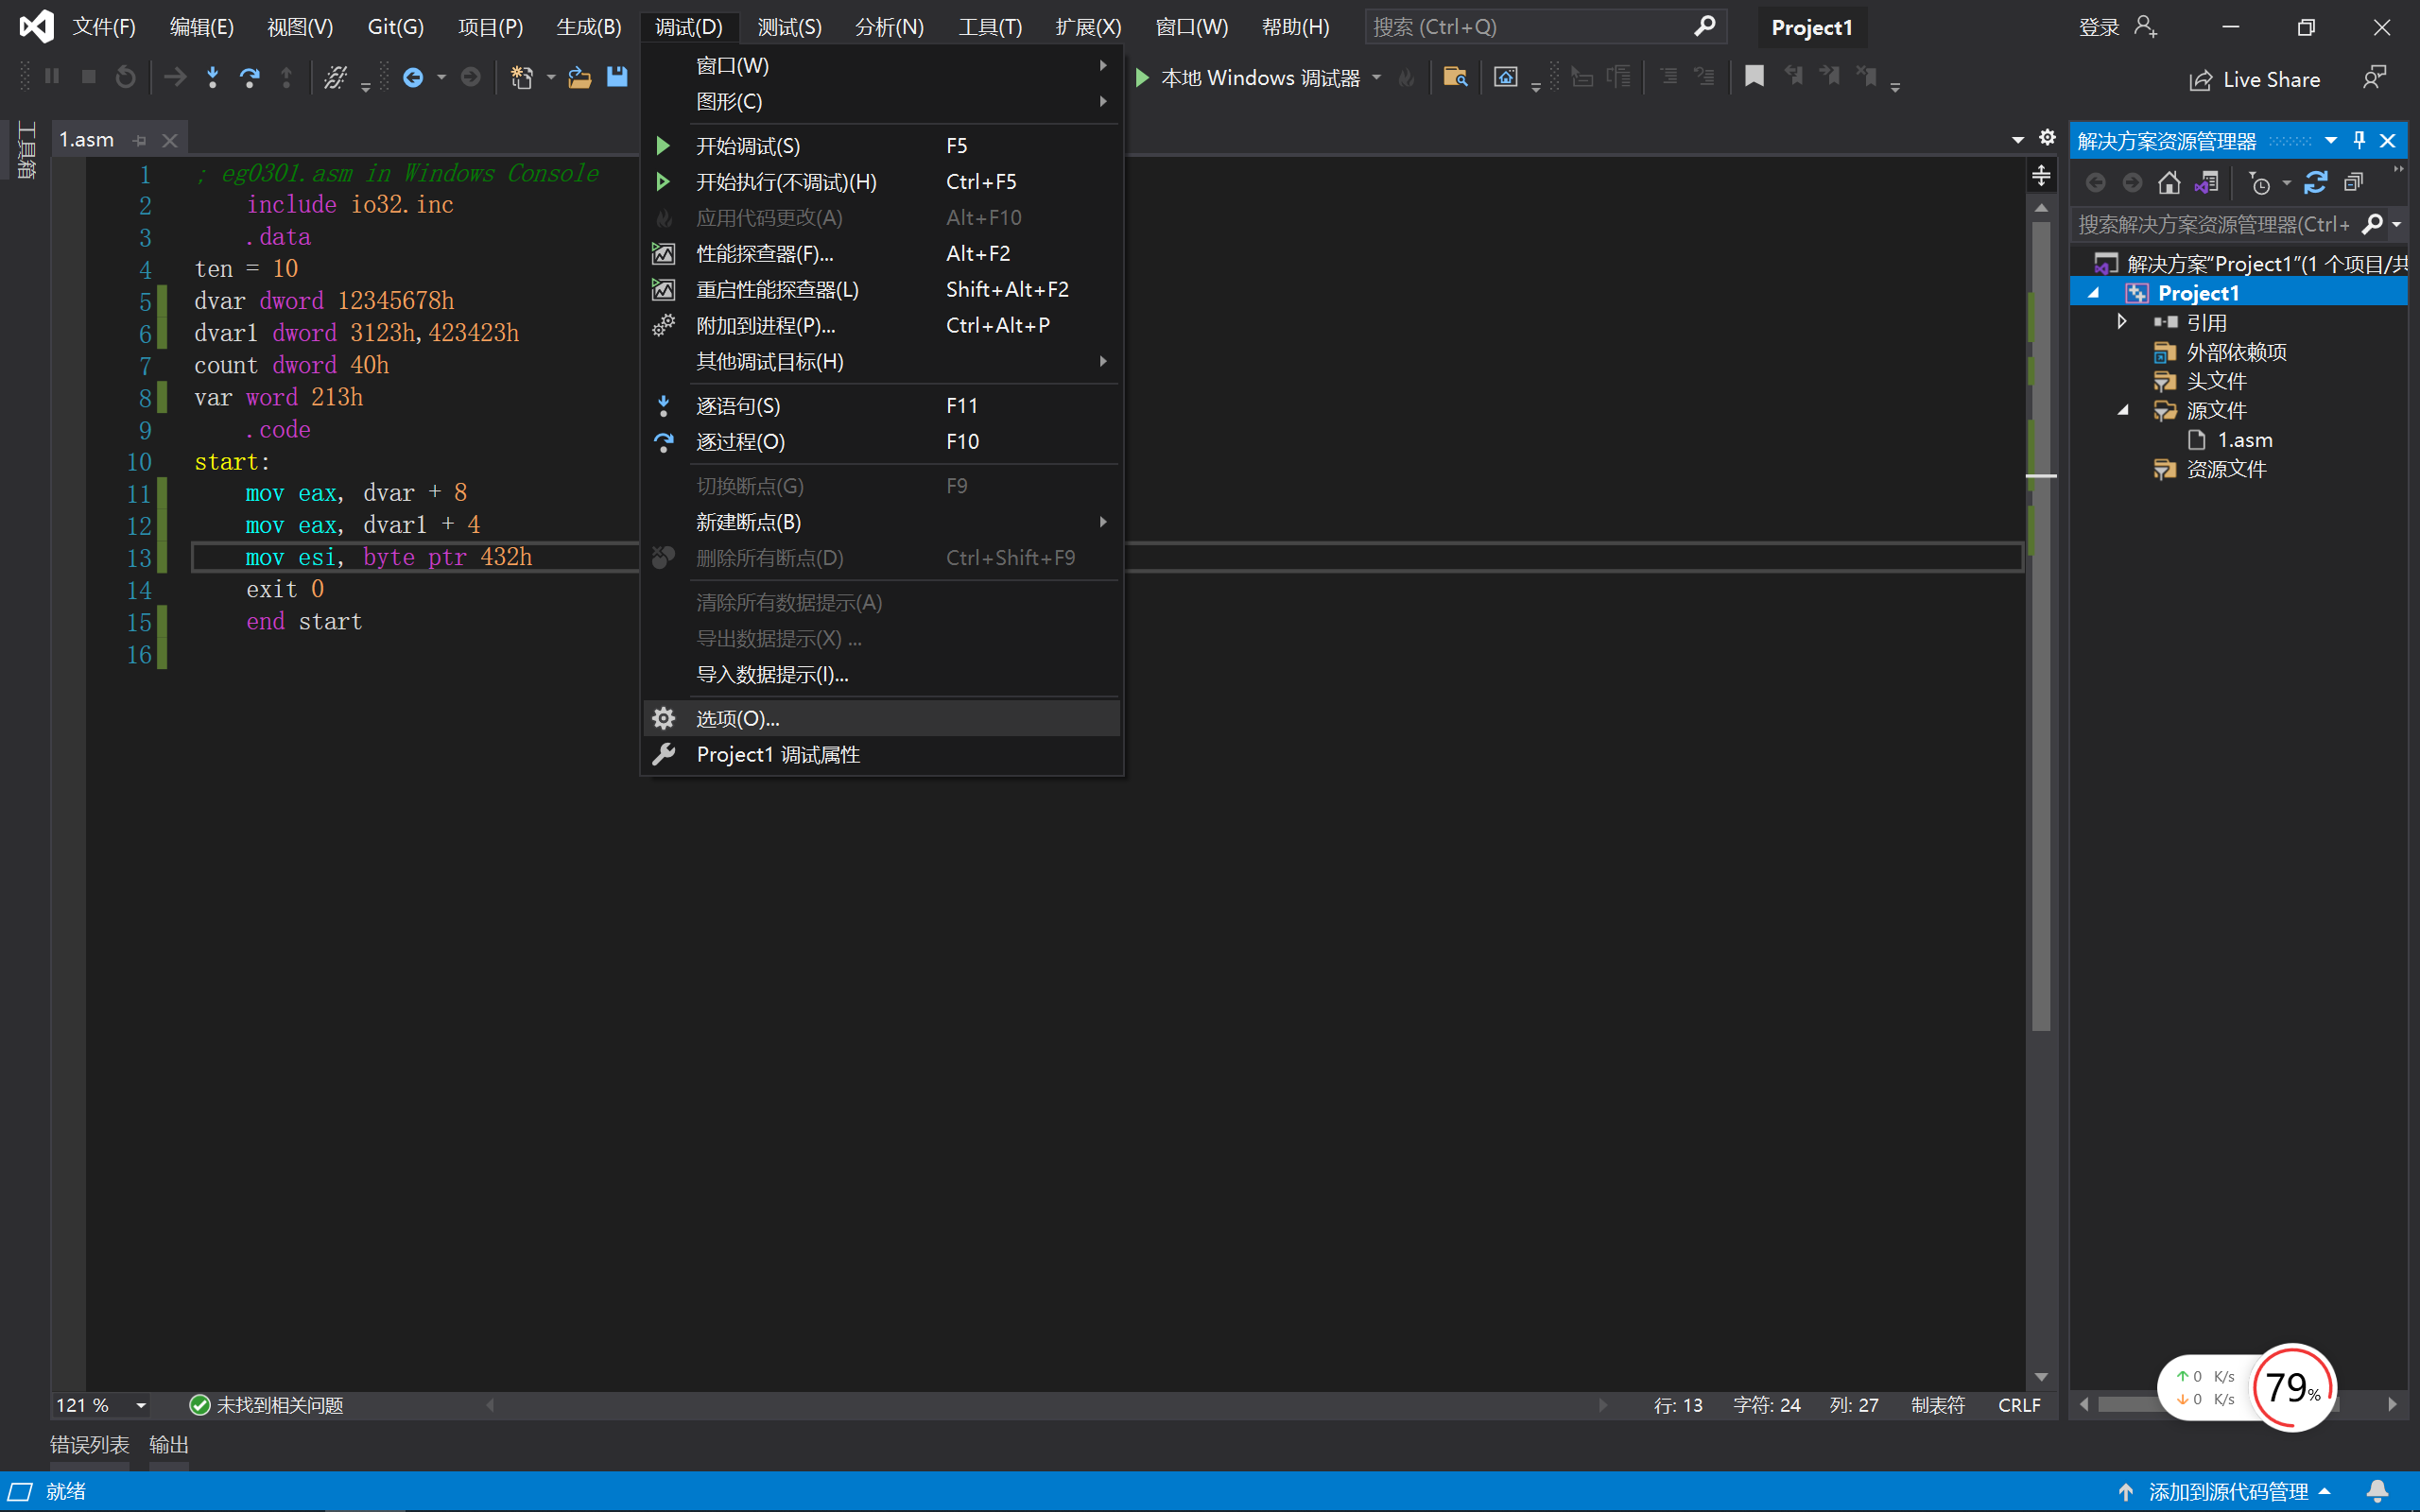 文件(F) 编辑(E) 视图(V) Git(G) 项目(P) 生成(B) 调试(D) 测试(S) 分析(N) 工具(T) 扩展(X) 窗口(W) 帮助(H) 搜索 (Ctrl+Q) Project1 登录
本地 Windows 调试器 Live Share
工具箱
1.asm
1 ; eg0301.asm in Windows Console
2 include io32.inc
3 .data
4 ten = 10
5 dvar dword 12345678h
6 dvar1 dword 3123h,423423h
7 count dword 40h
8 var word 213h
9 .code
10 start:
11 mov eax, dvar + 8
12 mov eax, dvar1 + 4
13 mov esi, byte ptr 432h
14 exit 0
15 end start
16
窗口(W)
图形(C)
开始调试(S) F5
开始执行(不调试)(H) Ctrl+F5
应用代码更改(A) Alt+F10
性能探查器(F)... Alt+F2
重启性能探查器(L) Shift+Alt+F2
附加到进程(P)... Ctrl+Alt+P
其他调试目标(H)
逐语句(S) F11
逐过程(O) F10
切换断点(G) F9
新建断点(B)
删除所有断点(D) Ctrl+Shift+F9
清除所有数据提示(A)
导出数据提示(X) ...
导入数据提示(I)...
选项(O)...
Project1 调试属性
解决方案资源管理器
搜索解决方案资源管理器(Ctrl+
解决方案“Project1”(1 个项目/共
Project1
引用
外部依赖项
头文件
源文件
1.asm
资源文件
0 K/s
0 K/s
79%
121 % 未找到相关问题 行: 13 字符: 24 列: 27 制表符 CRLF
错误列表 输出
就绪 添加到源代码管理